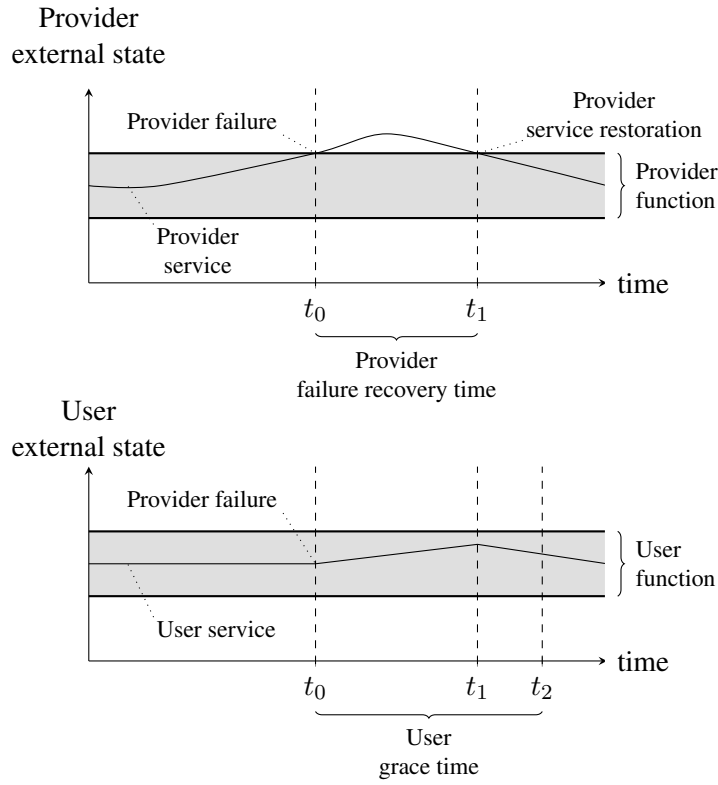 Provider
external state
Provider failure
Provider
service restoration
Provider
function
Provider
service
time
t0
t1
Provider
failure recovery time
User
external state
Provider failure
User
function
User service
time
t0
t1
t2
User
grace time